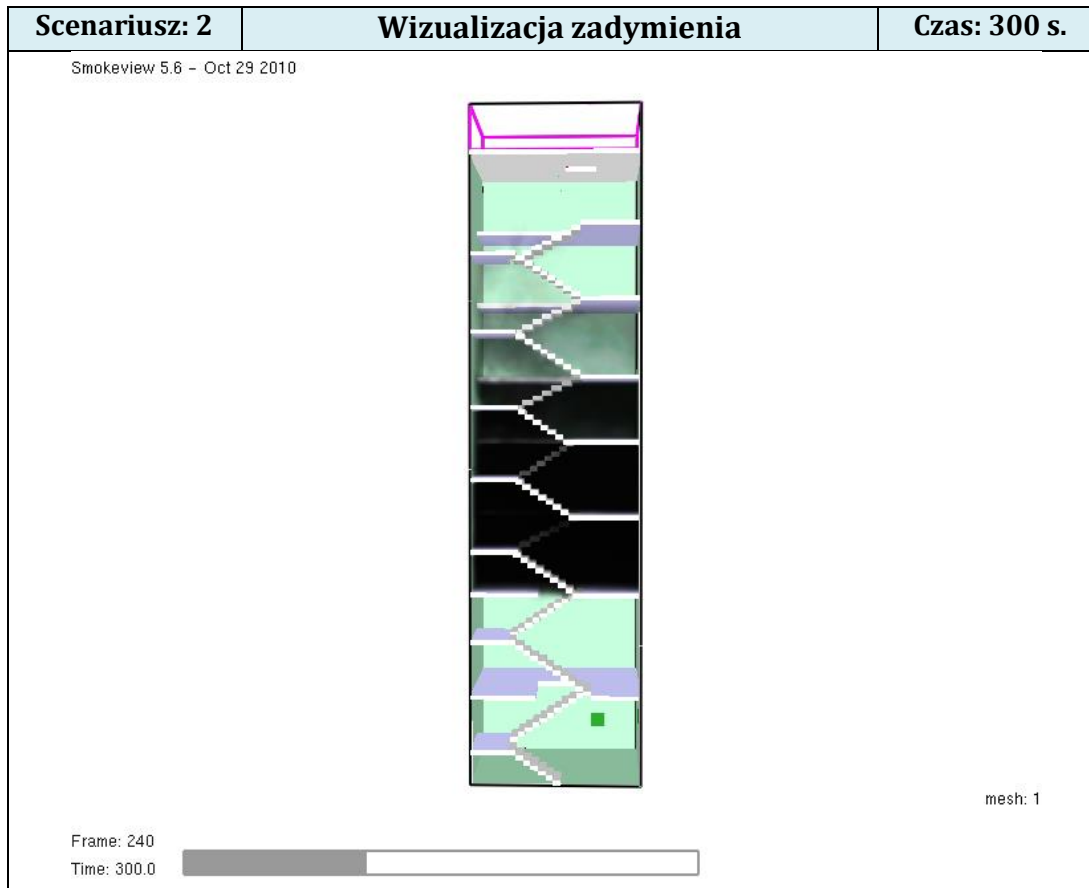 Scenariusz: 2 Wizualizacja zadymienia Czas: 300 s.
Smokeview 5.6 – Oct 29 2010
mesh: 1
Frame: 240
Time: 300.0